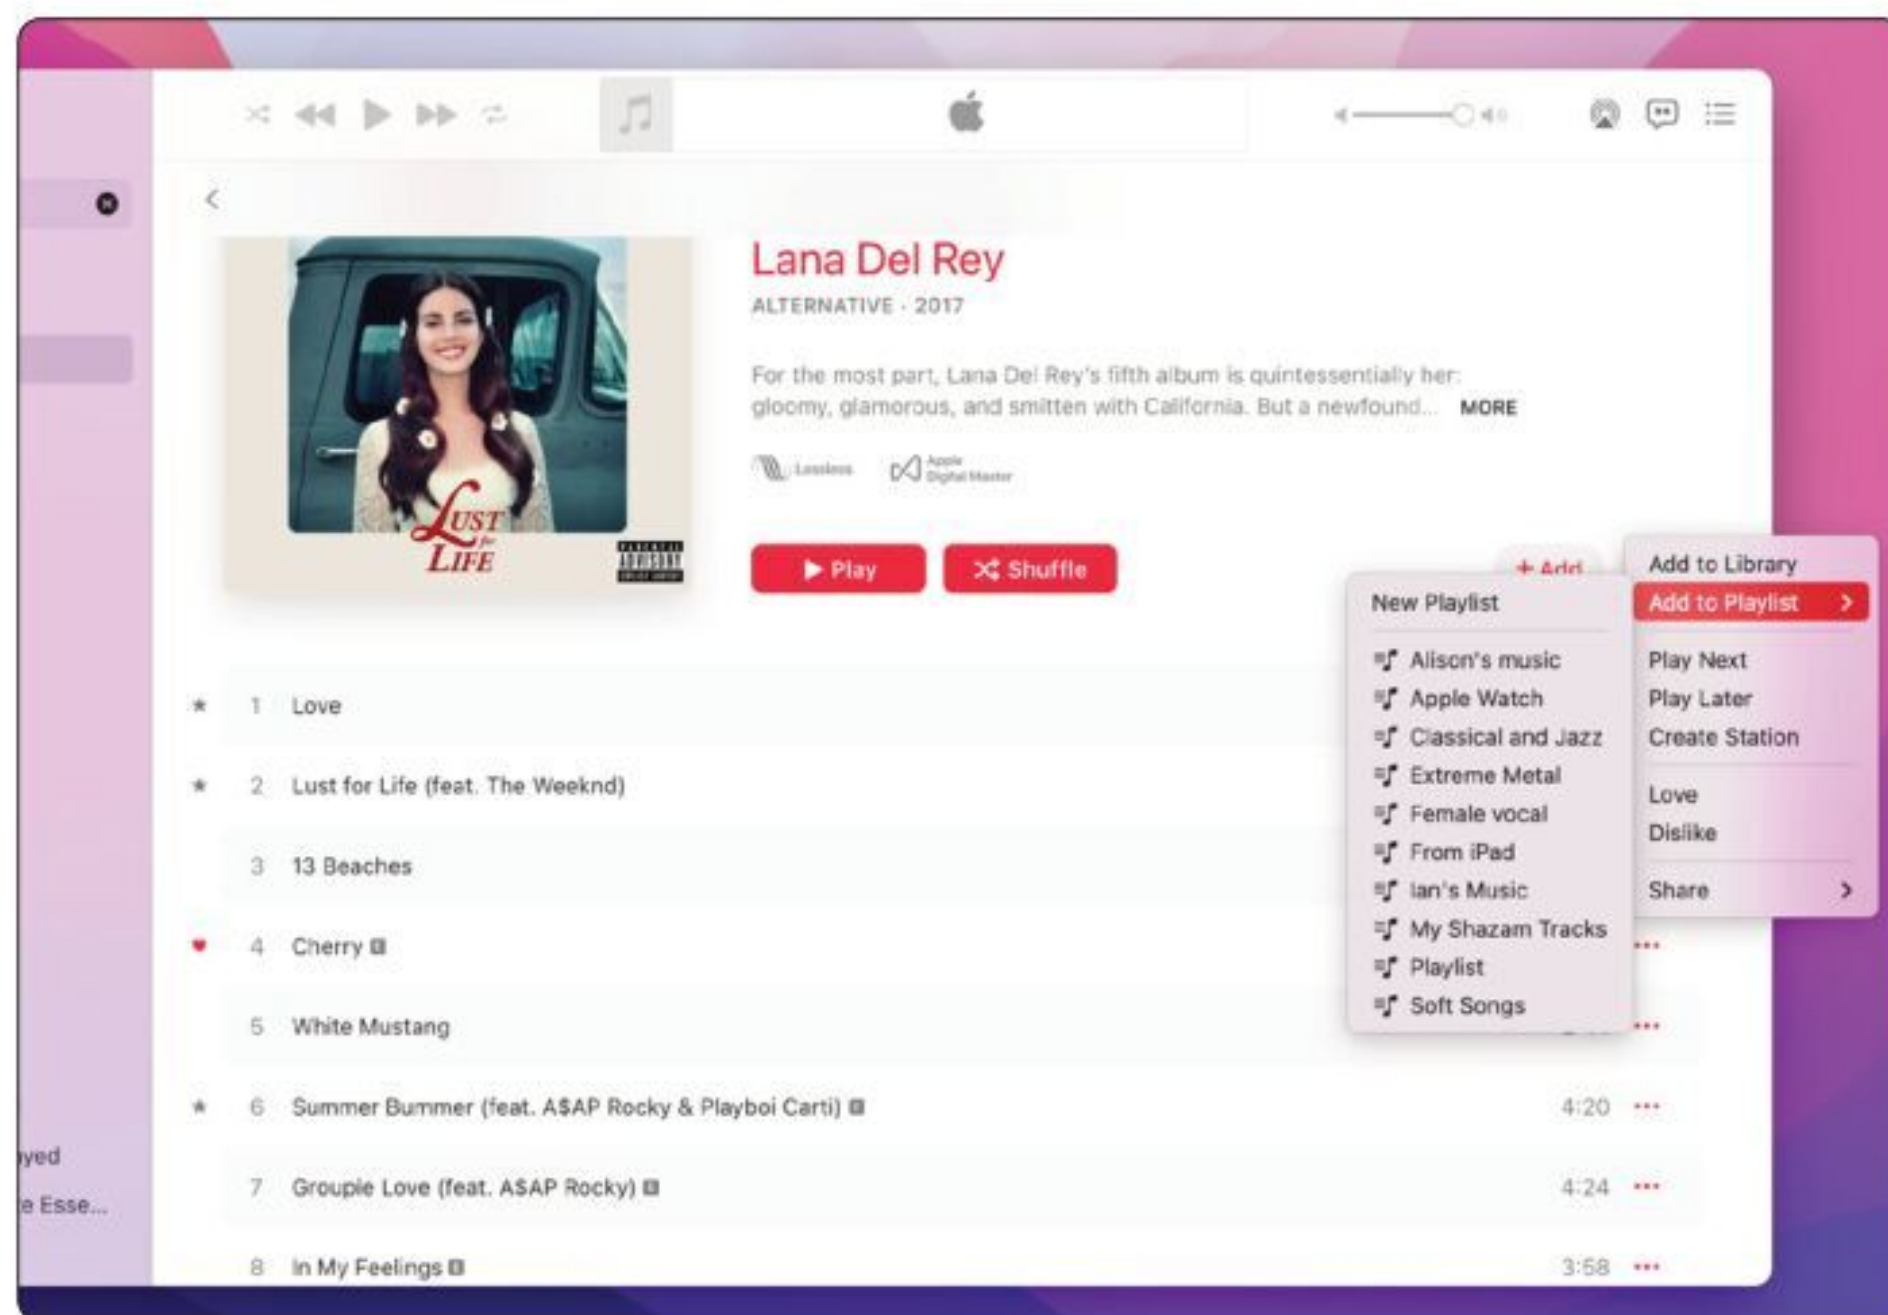 Lana Del Rey
ALTERNATIVE · 2017
For the most part, Lana Del Rey's fifth album is quintessentially her:
gloomy, glamorous, and smitten with California. But a newfound... MORE
Lossless
Apple
Digital Master
LUST
for
LIFE
PARENTAL
ADVISORY
EXPLICIT CONTENT
Play
Shuffle
+ Add
Add to Library
Add to Playlist
Play Next
Play Later
Create Station
Love
Dislike
Share
New Playlist
Alison's music
Apple Watch
Classical and Jazz
Extreme Metal
Female vocal
From iPad
Ian's Music
My Shazam Tracks
Playlist
Soft Songs
★ 1 Love
★ 2 Lust for Life (feat. The Weeknd)
3 13 Beaches
4 Cherry E
5 White Mustang
★ 6 Summer Bummer (feat. A$AP Rocky & Playboi Carti) E 4:20
7 Groupie Love (feat. A$AP Rocky) E 4:24
8 In My Feelings E 3:58
yed
e Esse...